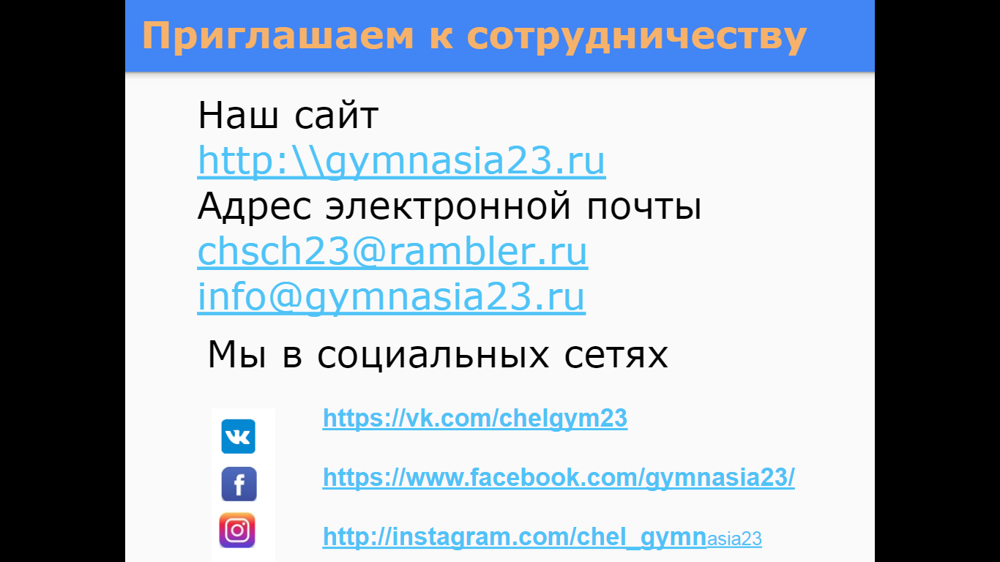 Приглашаем к сотрудничеству
Наш сайт
http:\\gymnasia23.ru
Адрес электронной почты
chsch23@rambler.ru
info@gymnasia23.ru
Мы в социальных сетях
https://vk.com/chelgym23
https://www.facebook.com/gymnasia23/
http://instagram.com/chel_gymnasia23